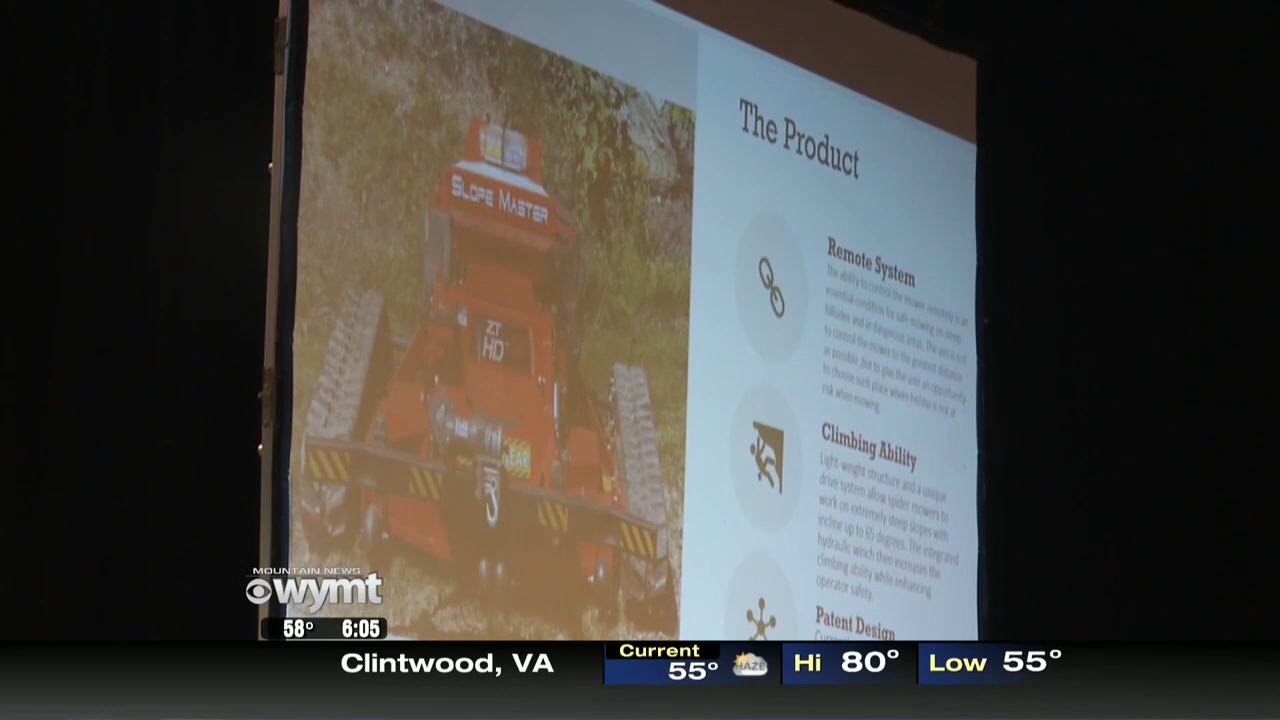 The Product
SLOPE MASTER
ZT
HD
Remote System
The ability to control the mower remotely is an
essential condition for safe mowing on steep
hillsides and in dangerous areas. The aim is not
to control the mower to the greatest distance
as possible, but to give the user an opportunity
to choose such place where he/she is not at
risk when mowing
Climbing Ability
Light-weight structure and a unique
drive system allow spider mowers to
work on extremely steep slopes with
incline up to 65 degrees. The integrated
hydraulic winch then increases the
climbing ability while enhancing
operator safety.
Patent Design
MOUNTAIN NEWS
wymt
58° 6:05
Clintwood, VA
Current
55°
HAZE
Hi 80°
Low 55°